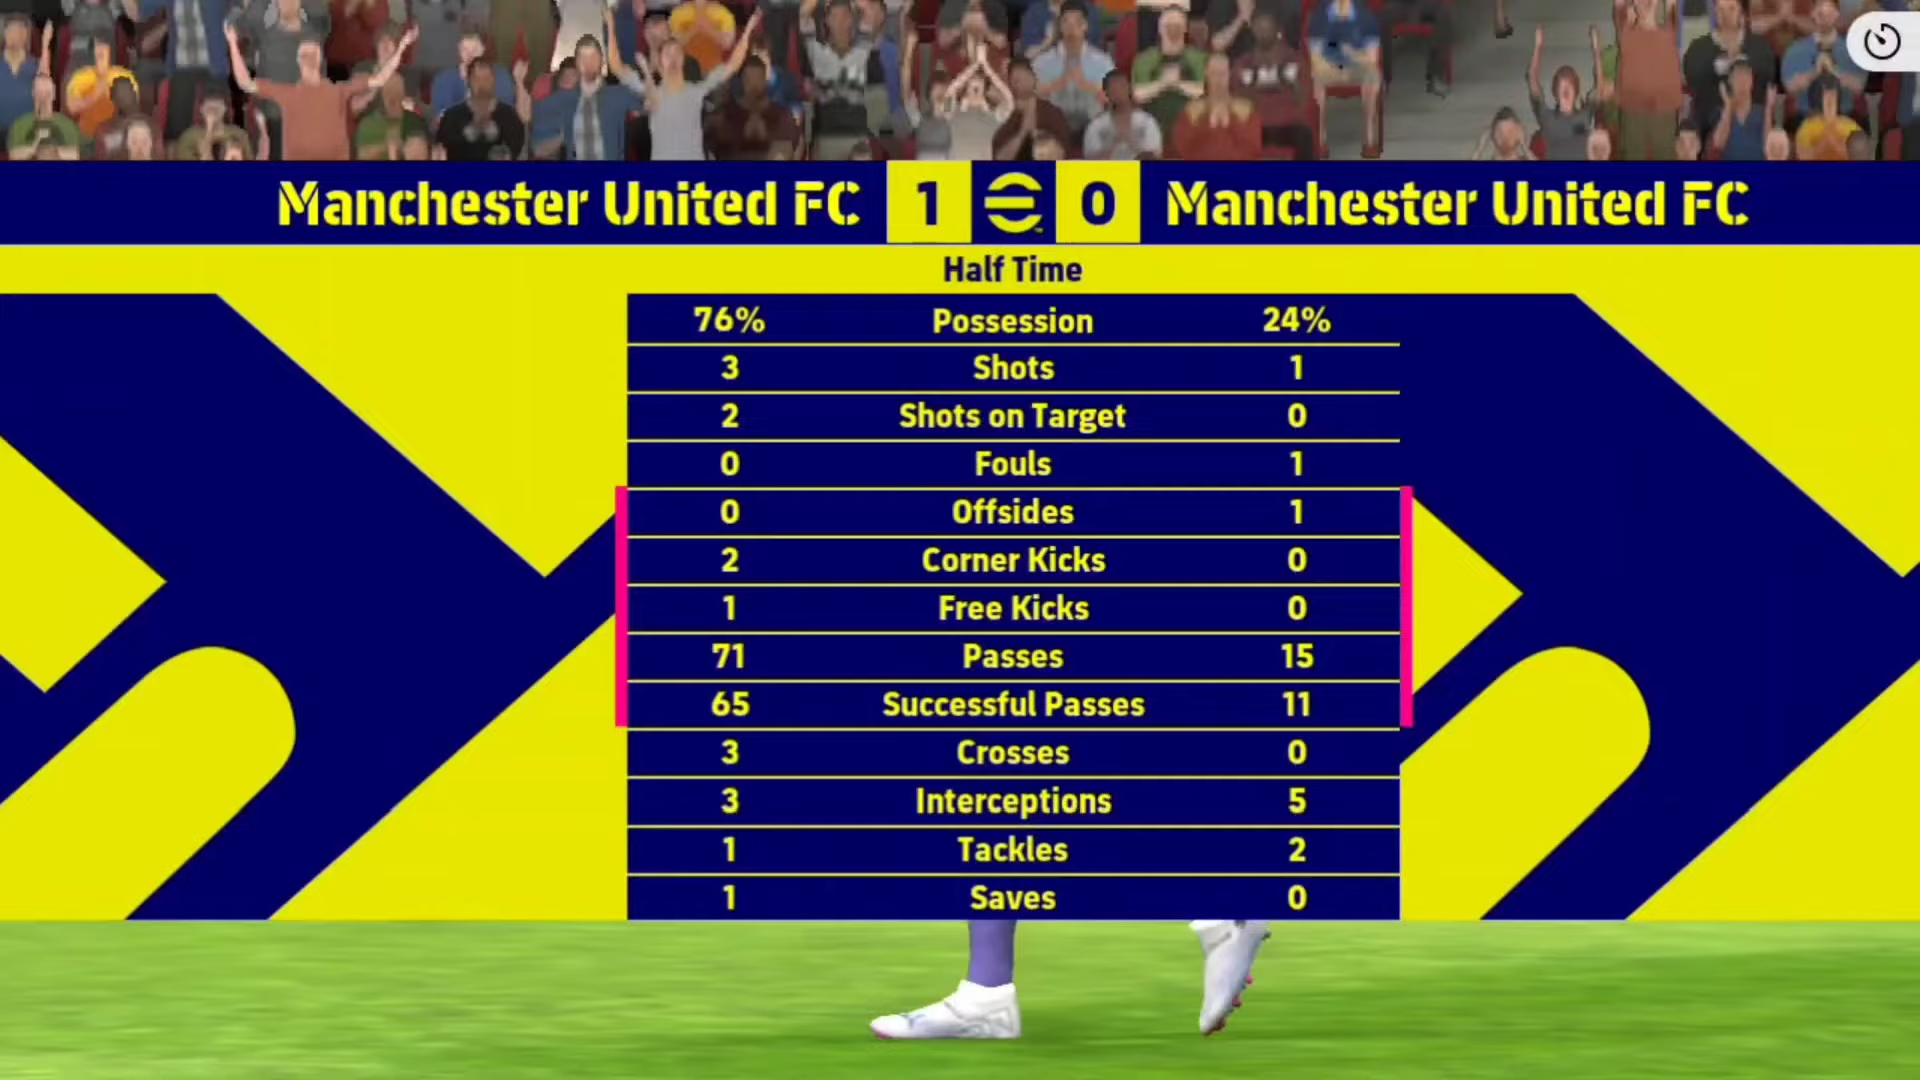 Manchester United FC 1 0 Manchester United FC
Half Time
76% Possession 24%
3 Shots 1
2 Shots on Target 0
0 Fouls 1
0 Offsides 1
2 Corner Kicks 0
1 Free Kicks 0
71 Passes 15
65 Successful Passes 11
3 Crosses 0
3 Interceptions 5
1 Tackles 2
1 Saves 0